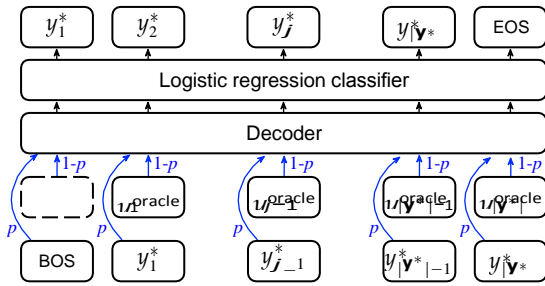 y*1 y*2 y*j y*|y* EOS
Logistic regression classifier
Decoder
1-p 1-p 1-p 1-p 1-p
oracle oracle oracle oracle
p p p p p
BOS y*1 y*j−1 y*|y*|−1 y*|y*